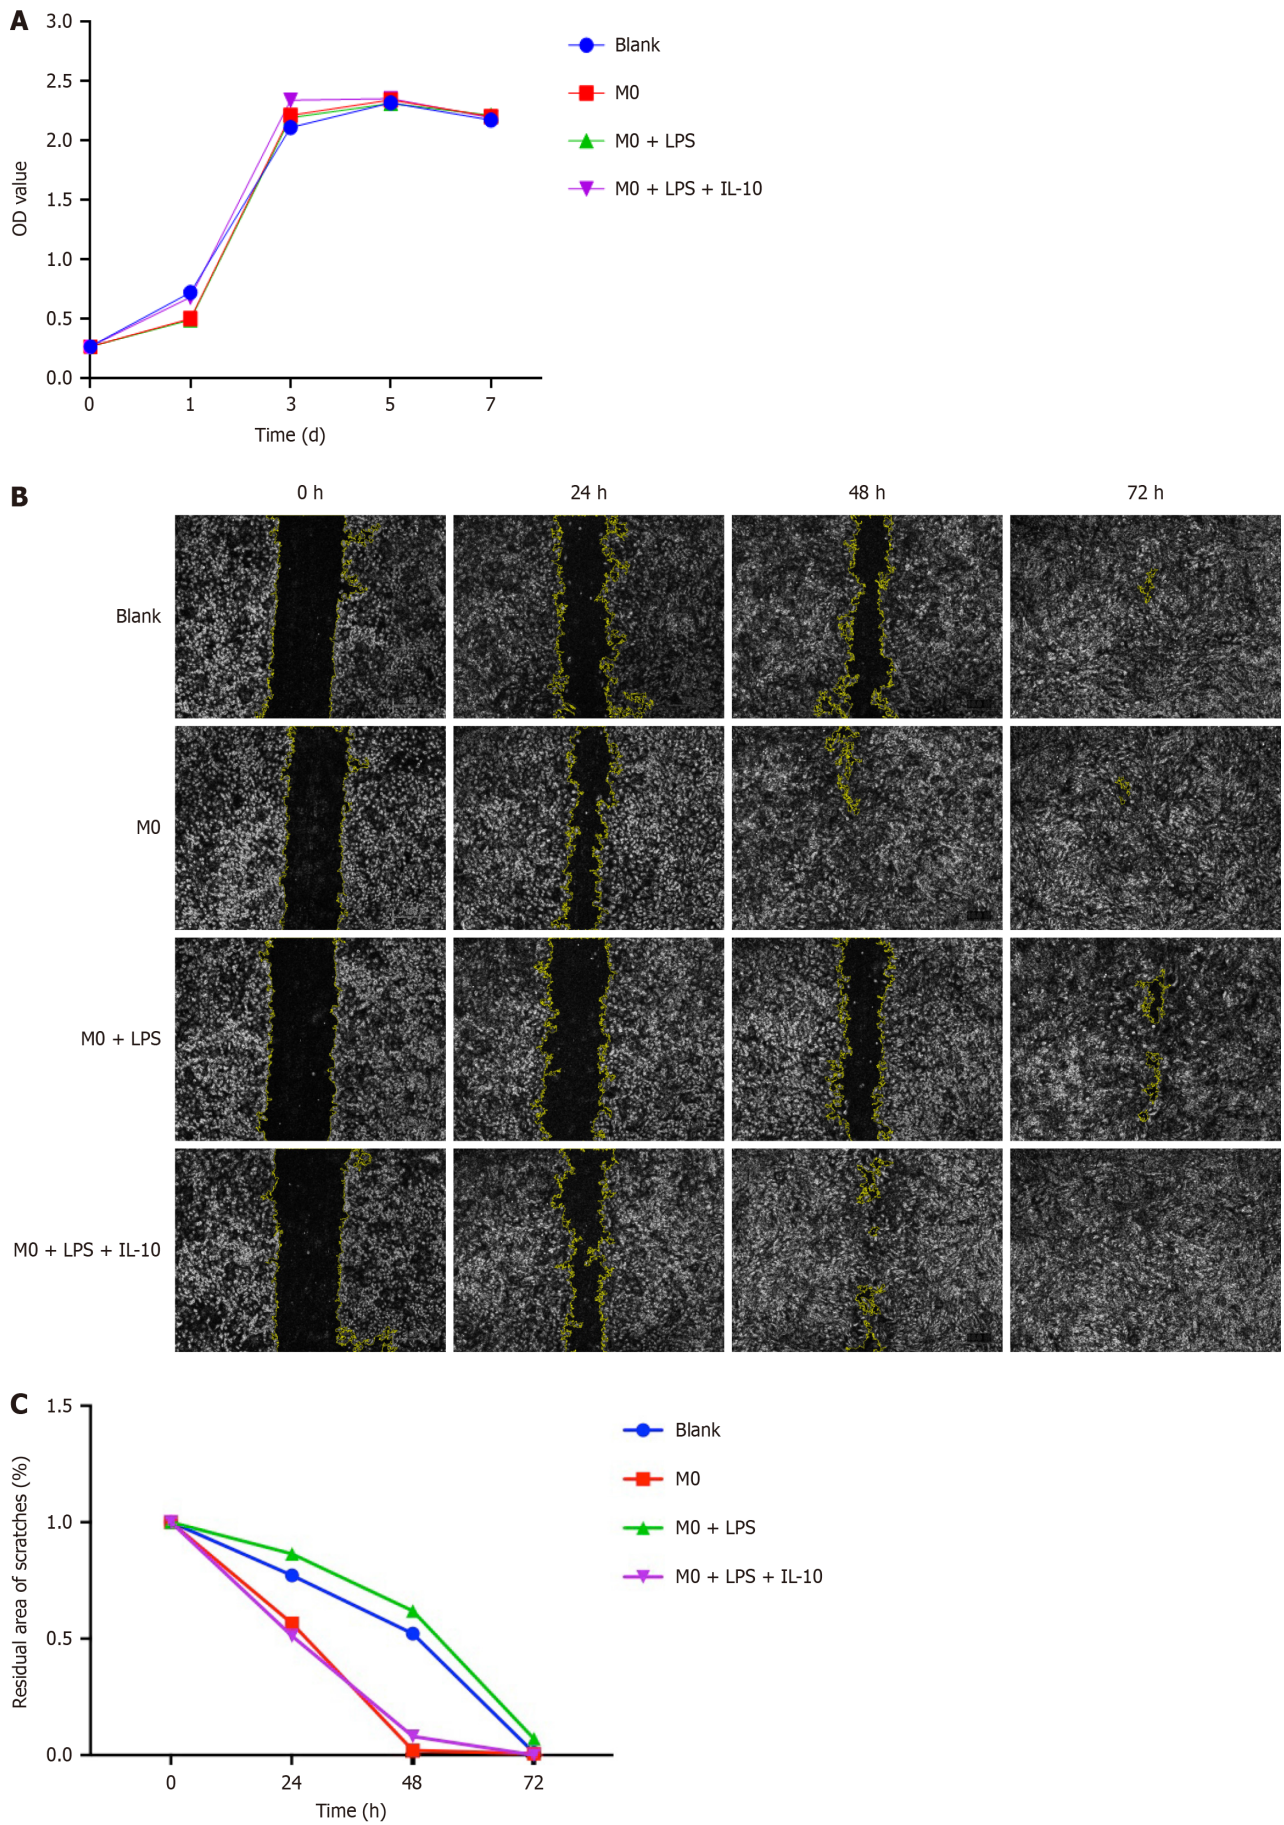 A
3.0
2.5
2.0
1.5
1.0
0.5
0.0
OD value
0 1 3 5 7
Time (d)
Blank
M0
M0 + LPS
M0 + LPS + IL-10
B
0 h 24 h 48 h 72 h
Blank
M0
M0 + LPS
M0 + LPS + IL-10
C
1.5
1.0
0.5
0.0
Residual area of scratches (%)
0 24 48 72
Time (h)
Blank
M0
M0 + LPS
M0 + LPS + IL-10